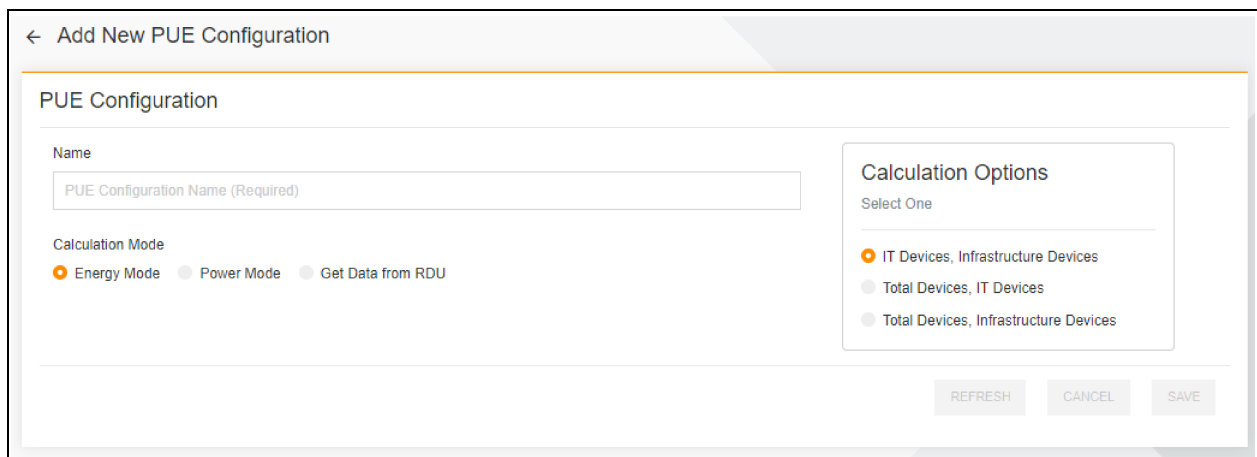 ← Add New PUE Configuration
PUE Configuration
Name
PUE Configuration Name (Required)
Calculation Mode
Energy Mode Power Mode Get Data from RDU
Calculation Options
Select One
IT Devices, Infrastructure Devices
Total Devices, IT Devices
Total Devices, Infrastructure Devices
REFRESH CANCEL SAVE